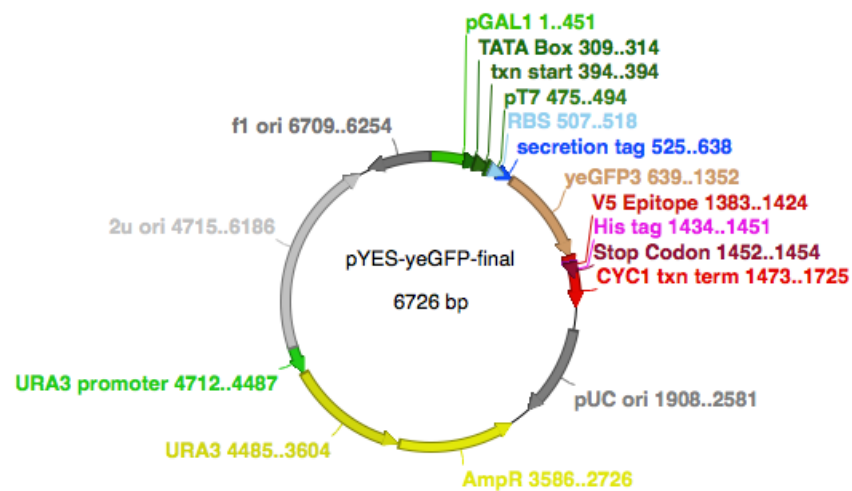 pGAL1 1..451
TATA Box 309..314
txn start 394..394
pT7 475..494
RBS 507..518
secretion tag 525..638
yeGFP3 639..1352
V5 Epitope 1383..1424
His tag 1434..1451
Stop Codon 1452..1454
CYC1 txn term 1473..1725
pUC ori 1908..2581
AmpR 3586..2726
URA3 4485..3604
URA3 promoter 4712..4487
2u ori 4715..6186
f1 ori 6709..6254
pYES-yeGFP-final
6726 bp